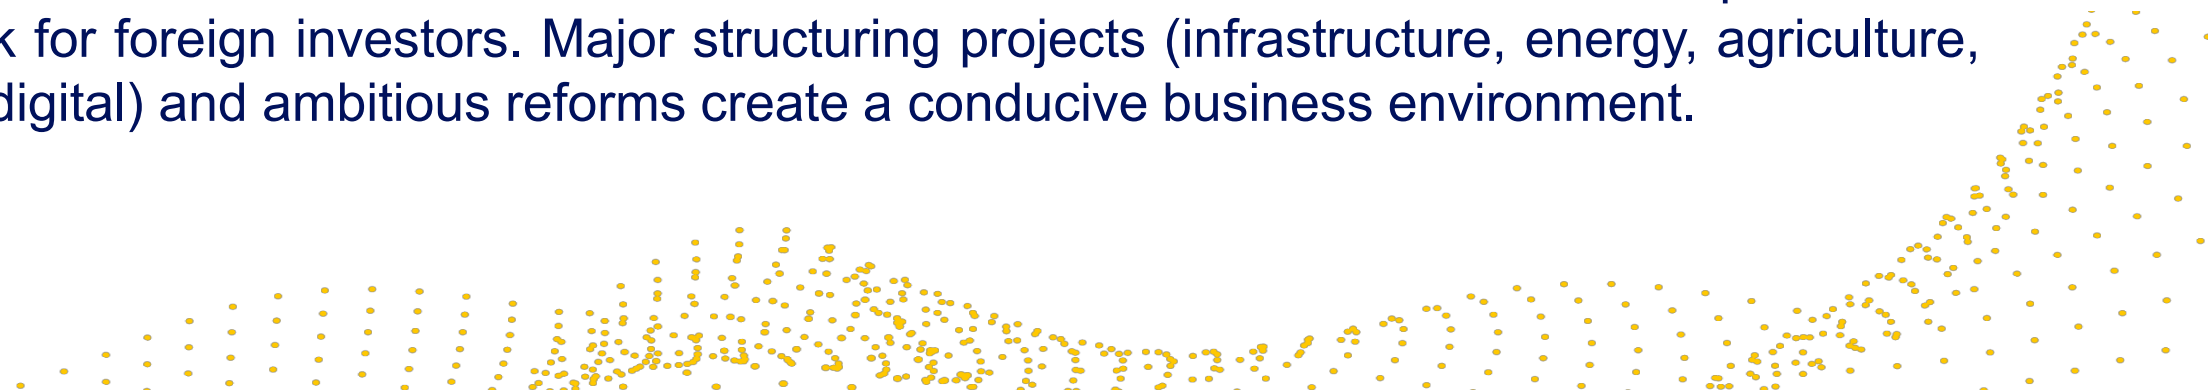 k for foreign investors. Major structuring projects (infrastructure, energy, agriculture,
digital) and ambitious reforms create a conducive business environment.